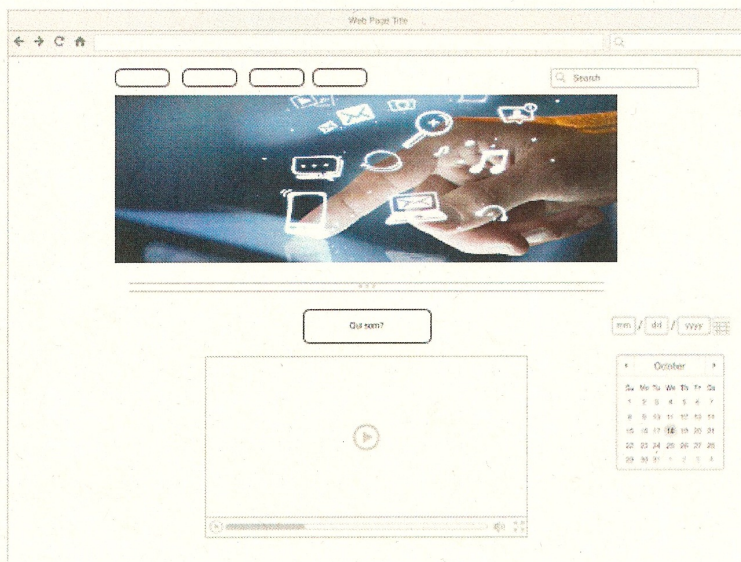 Web Page Title
Search
Qui som?
mm / dd / yyyy
October
Su Mo Tu We Th Fr Sa
1 2 3 4 5 6 7
8 9 10 11 12 13 14
15 16 17 18 19 20 21
22 23 24 25 26 27 28
29 30 31 1 2 3 4